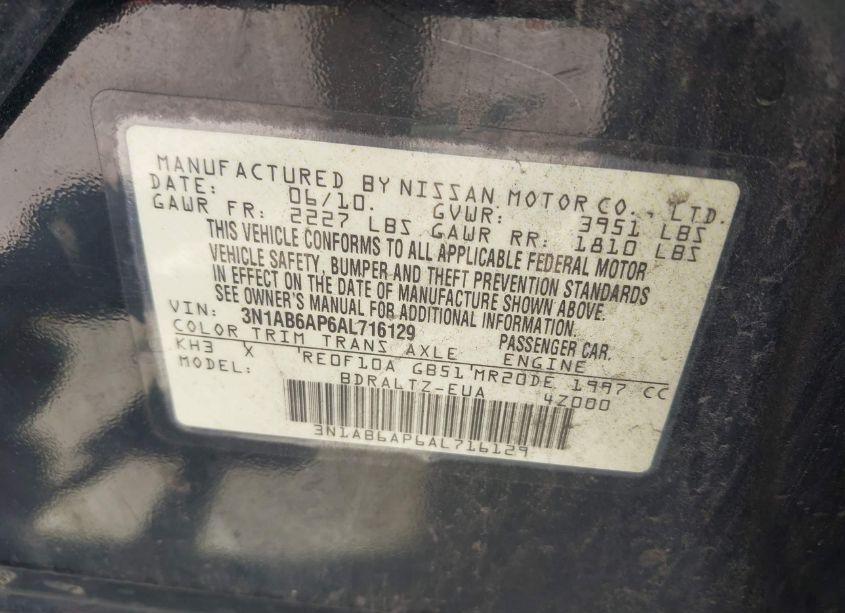 MANUFACTURED BY NISSAN MOTOR CO., LTD.
DATE: 06/10. GVWR: 3951 LBS
GAWR FR: 2227 LBS GAWR RR: 1810 LBS
THIS VEHICLE CONFORMS TO ALL APPLICABLE FEDERAL MOTOR
VEHICLE SAFETY, BUMPER AND THEFT PREVENTION STANDARDS
IN EFFECT ON THE DATE OF MANUFACTURE SHOWN ABOVE.
SEE OWNER'S MANUAL FOR ADDITIONAL INFORMATION.
VIN: 3N1AB6AP6AL716129 PASSENGER CAR.
COLOR TRIM TRANS AXLE ENGINE
KH3 X RE0F10A GB51 MR20DE 1997 CC
MODEL: BDRALTZ-EUA 4Z000
3N1AB6AP6AL716129